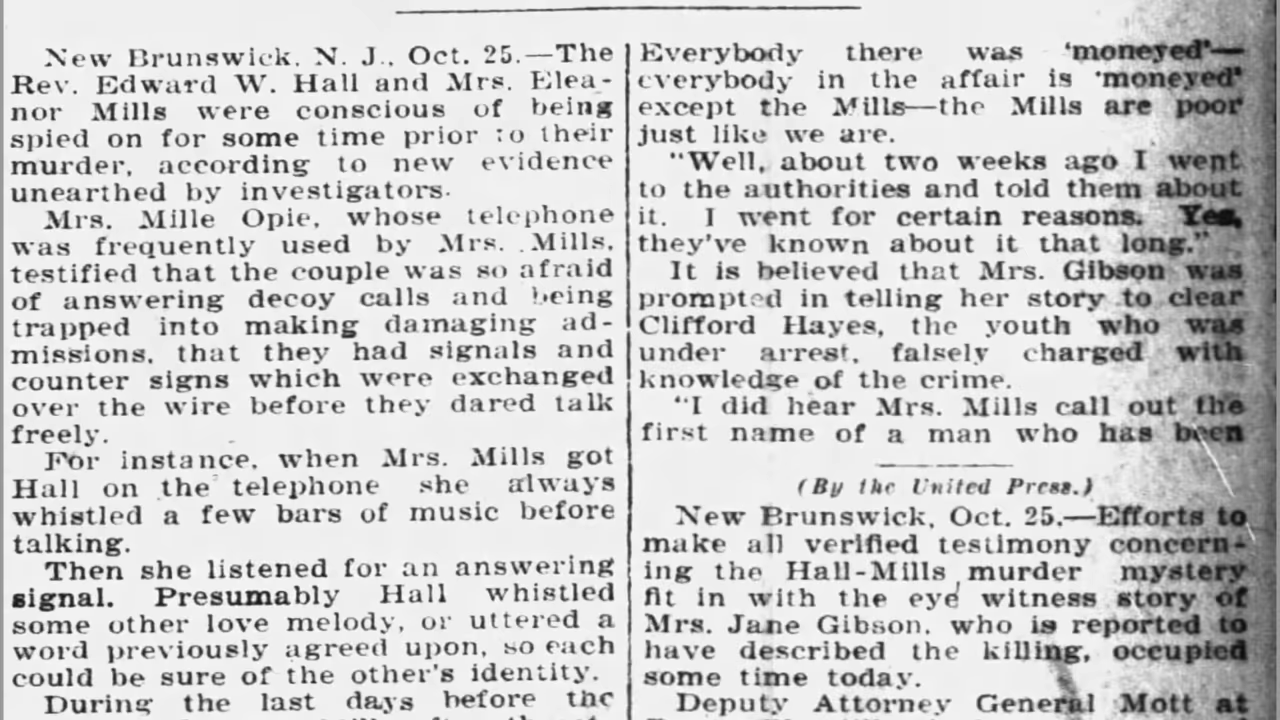 New Brunswick, N. J., Oct. 25.—The
Rev. Edward W. Hall and Mrs. Elea-
nor Mills were conscious of being
spied on for some time prior to their
murder, according to new evidence
unearthed by investigators.
Mrs. Mille Opie, whose telephone
was frequently used by Mrs. Mills,
testified that the couple was so afraid
of answering decoy calls and being
trapped into making damaging ad-
missions, that they had signals and
counter signs which were exchanged
over the wire before they dared talk
freely.
For instance, when Mrs. Mills got
Hall on the telephone she always
whistled a few bars of music before
talking.
Then she listened for an answering
signal. Presumably Hall whistled
some other love melody, or uttered a
word previously agreed upon, so each
could be sure of the other's identity.
During the last days before the
Everybody there was 'moneyed'—
everybody in the affair is 'moneyed'
except the Mills—the Mills are poor
just like we are.
"Well, about two weeks ago I went
to the authorities and told them about
it. I went for certain reasons. Yes,
they've known about it that long."
It is believed that Mrs. Gibson was
prompted in telling her story to clear
Clifford Hayes, the youth who was
under arrest, falsely charged with
knowledge of the crime.
"I did hear Mrs. Mills call out the
first name of a man who has been
(By the United Press.)
New Brunswick, Oct. 25.—Efforts to
make all verified testimony concern-
ing the Hall-Mills murder mystery
fit in with the eye witness story of
Mrs. Jane Gibson, who is reported to
have described the killing, occupied
some time today.
Deputy Attorney General Mott at